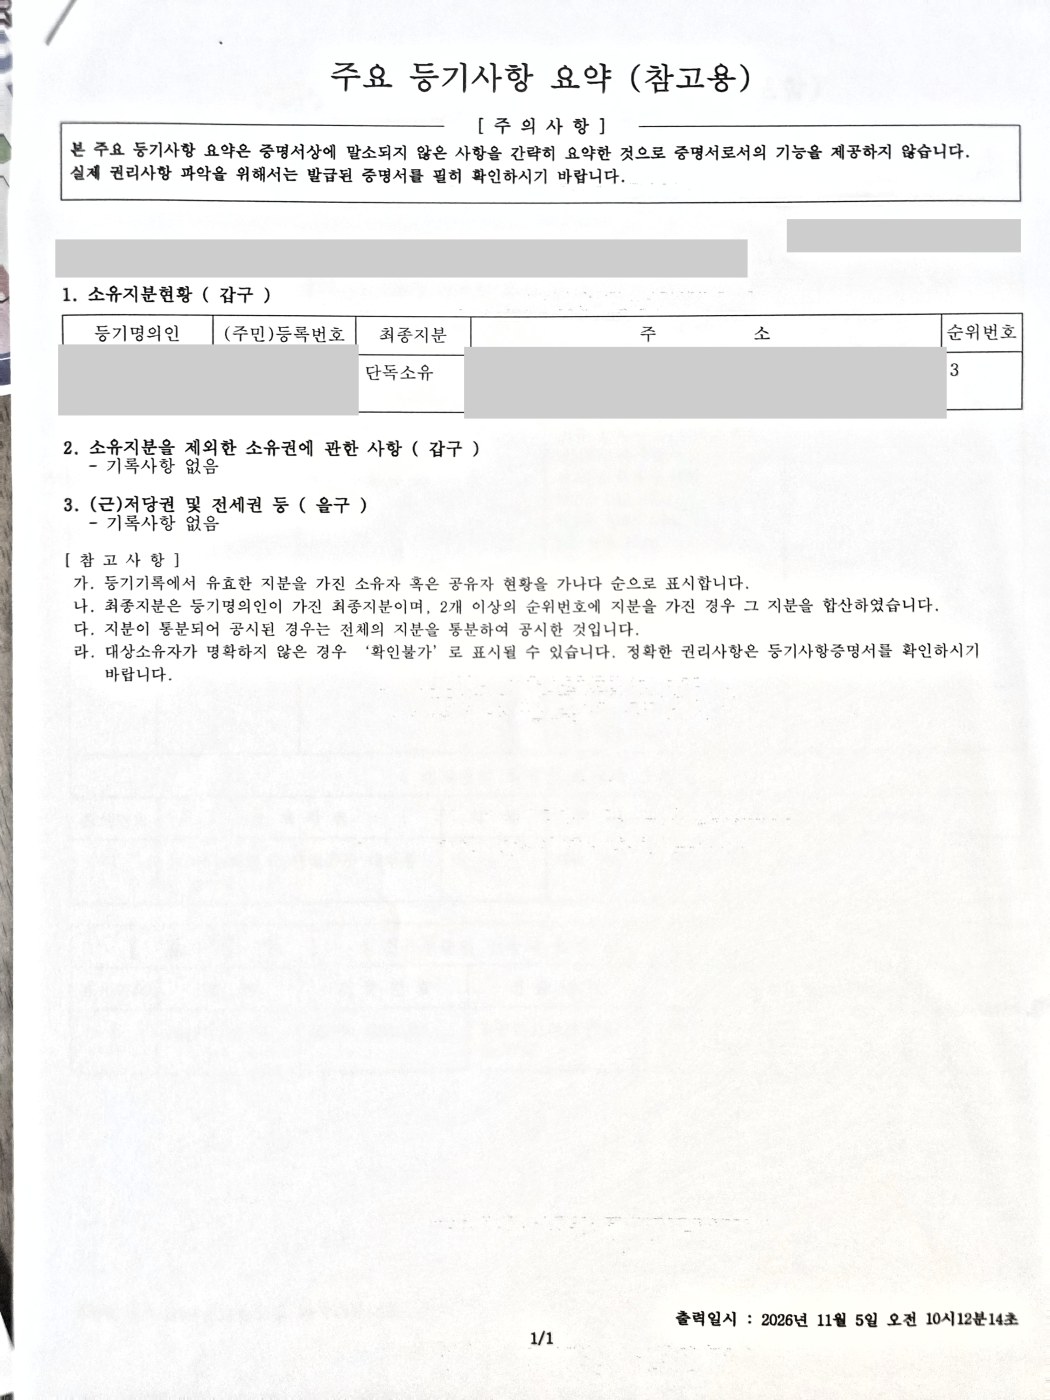 주요 등기사항 요약 (참고용)
[ 주 의 사 항 ]
본 주요 등기사항 요약은 증명서상에 말소되지 않은 사항을 간략히 요약한 것으로 증명서로서의 기능을 제공하지 않습니다.
실제 권리사항 파악을 위해서는 발급된 증명서를 필히 확인하시기 바랍니다.
1. 소유지분현황 ( 갑구 )
등기명의인 (주민)등록번호 최종지분 주 소 순위번호
단독소유 3
2. 소유지분을 제외한 소유권에 관한 사항 ( 갑구 )
- 기록사항 없음
3. (근)저당권 및 전세권 등 ( 을구 )
- 기록사항 없음
[ 참 고 사 항 ]
가. 등기기록에서 유효한 지분을 가진 소유자 혹은 공유자 현황을 가나다 순으로 표시합니다.
나. 최종지분은 등기명의인이 가진 최종지분이며, 2개 이상의 순위번호에 지분을 가진 경우 그 지분을 합산하였습니다.
다. 지분이 통분되어 공시된 경우는 전체의 지분을 통분하여 공시한 것입니다.
라. 대상소유자가 명확하지 않은 경우 ‘확인불가’ 로 표시될 수 있습니다. 정확한 권리사항은 등기사항증명서를 확인하시기
바랍니다.
출력일시 : 2026년 11월 5일 오전 10시12분14초
1/1